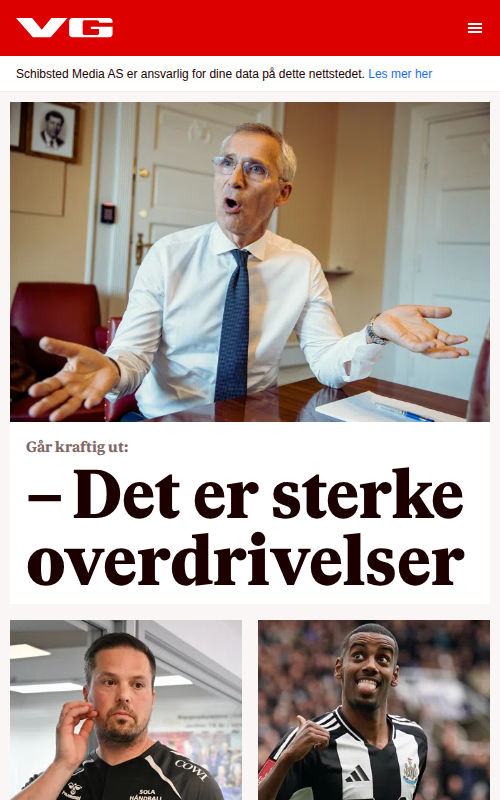 VG
Schibsted Media AS er ansvarlig for dine data på dette nettstedet. Les mer her
Går kraftig ut:
– Det er sterke
overdrivelser
COWI
SOLA
HÅNDBALL